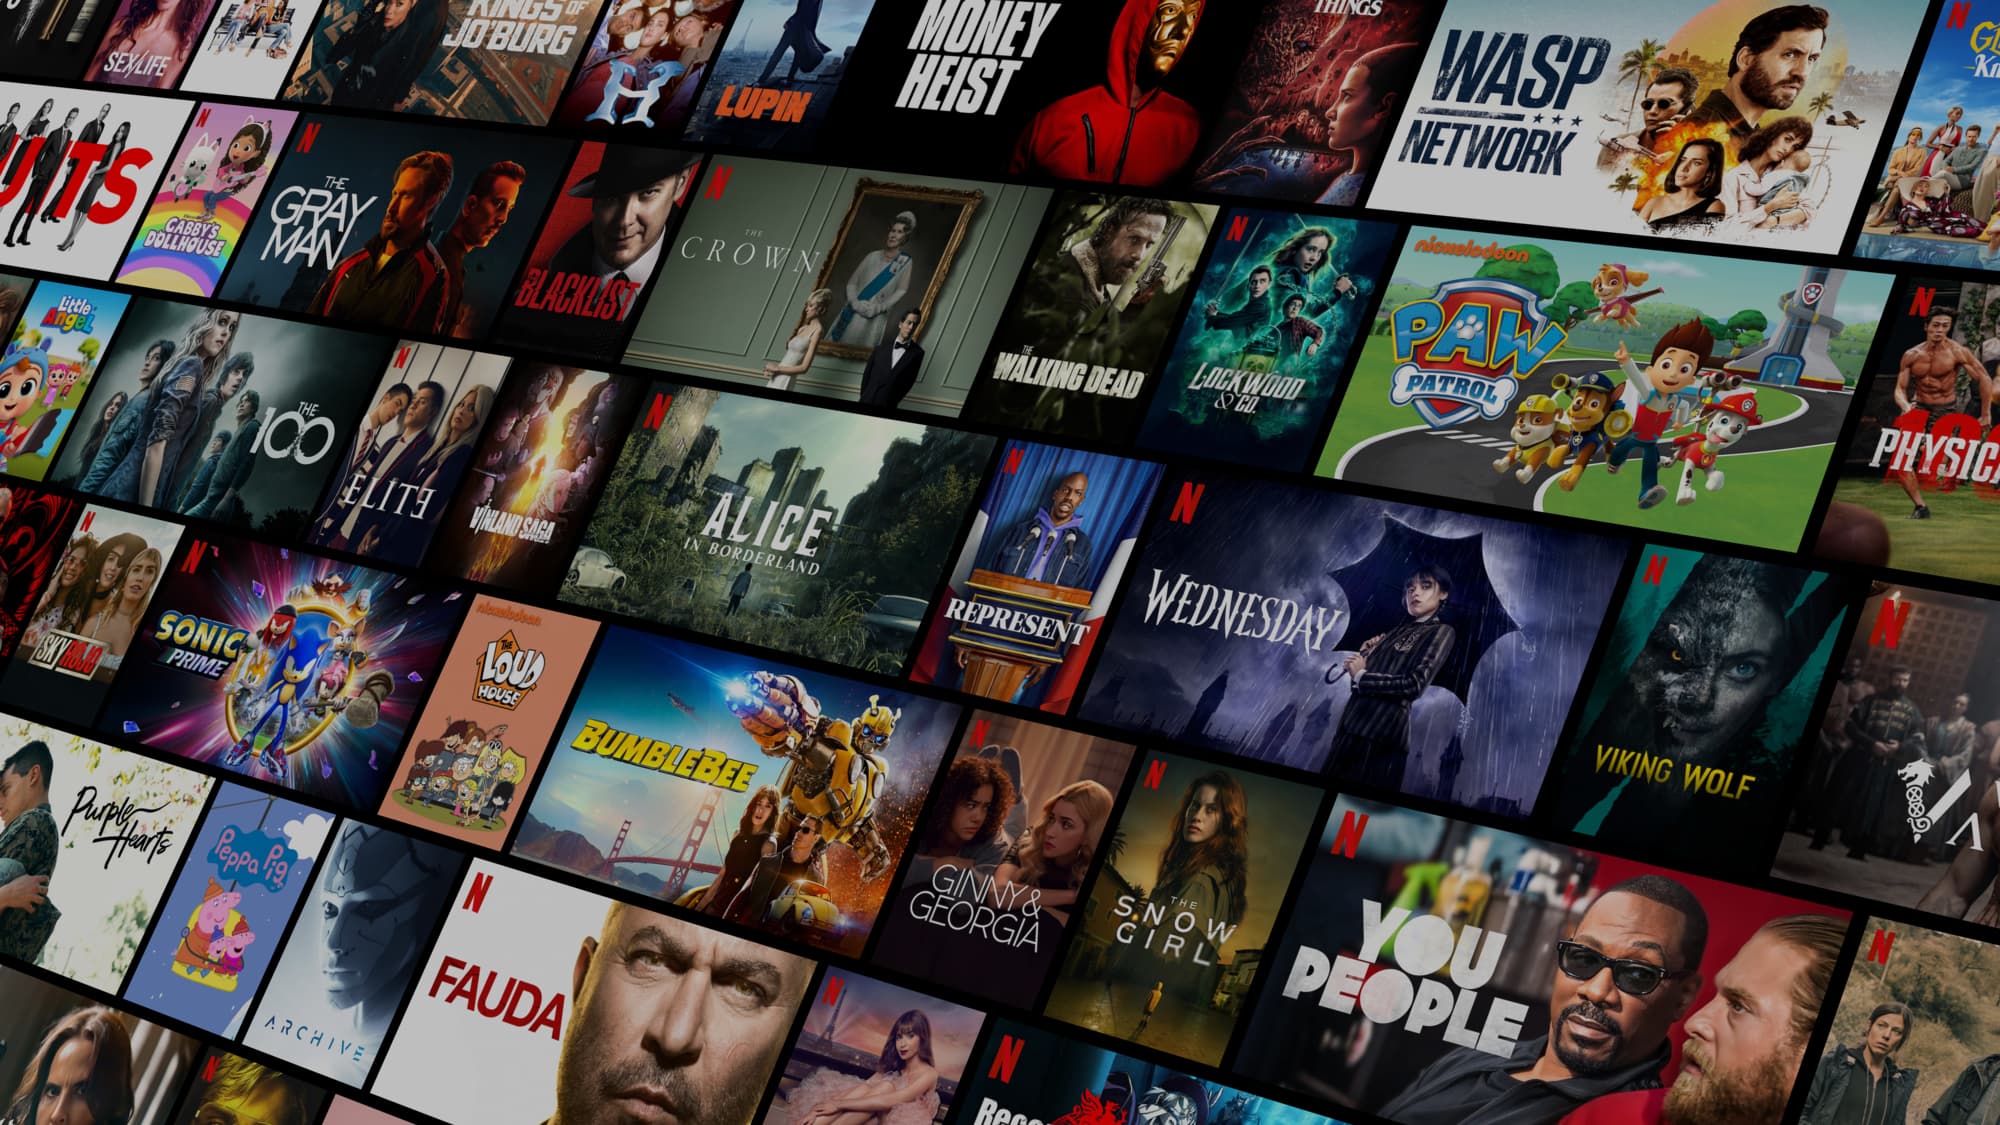 SEX/LIFE
KINGS OF
JO'BURG
H
LUPIN
MONEY
HEIST
THINGS
WASP
NETWORK
N
UITS
N
GABBY'S
DOLLHOUSE
N
THE
GRAY
MAN
BLACKLIST
N
THE
CROWN
THE
WALKING DEAD
N
LOCKWOOD
& CO.
nickelodeon
PAW
PATROL
N
100
PHYSICA
Little
Angel
THE
100
N
ELITE
VINLAND SAGA
N
ALICE
IN BORDERLAND
N
REPRESENT
N
WEDNESDAY
N
VIKING WOLF
N
N
SKY ROJO
N
SONIC
PRIME
nickelodeon
THE
LOUD
HOUSE
BUMBLEBEE
N
GINNY &
GEORGIA
N
THE
SNOW
GIRL
N
YOU
PEOPLE
N
Purple
Hearts
Peppa Pig
ARCHIVE
N
FAUDA
N
N
N